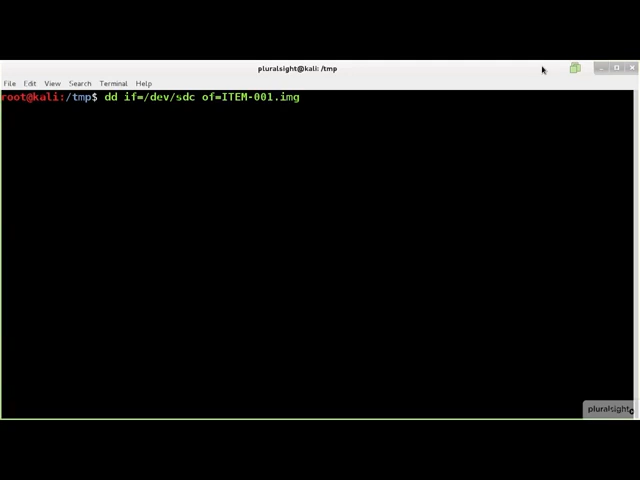 pluralsight@kali: /tmp
File Edit View Search Terminal Help
root@kali:/tmp$ dd if=/dev/sdc of=ITEM-001.img
pluralsight